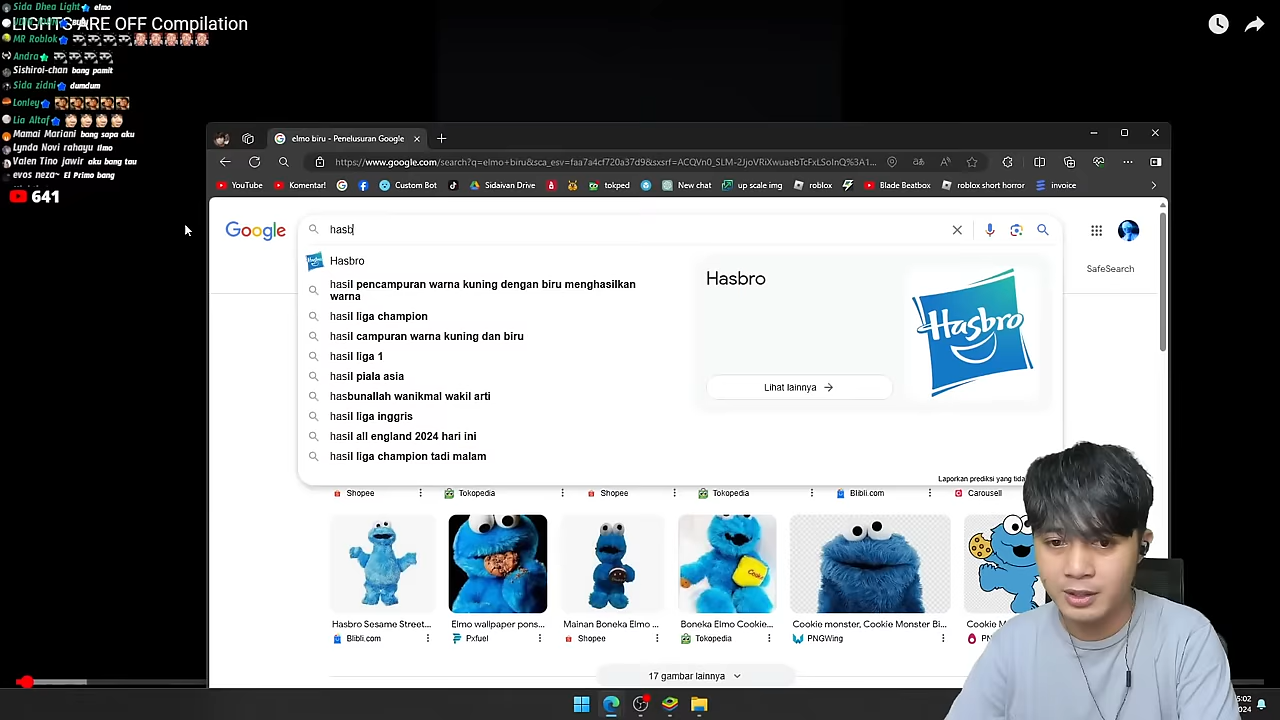 LIGHTS ARE OFF Compilation
Sida Dhea Light elmo
MR Roblok
Andra
Sishiroi-chan bang pamit
Sida zidni dumdum
Lonley
Lia Altaf
Mamai Mariani bang sapa aku
Lynda Novi rahayu Ilmo
Valen Tino jawir aku bang tau
evos neza~ El Primo bang
641
elmo biru - Penelusuran Google
https://www.google.com/search?q=elmo+biru&sca_esv=faa7a4cf720a37d9&sxsrf=ACQVn0_SLM-2JjoVRiXwuaebTcFxLSoInQ%3A1...
YouTube
Komentar!
Custom Bot
Sidaivan Drive
tokped
New chat
up scale img
roblox
Blade Beatbox
roblox short horror
invoice
Google
hasb
SafeSearch
Hasbro
hasil pencampuran warna kuning dengan biru menghasilkan
warna
hasil liga champion
hasil campuran warna kuning dan biru
hasil liga 1
hasil piala asia
hasbunallah wanikmal wakil arti
hasil liga inggris
hasil all england 2024 hari ini
hasil liga champion tadi malam
Hasbro
Lihat lainnya
Hasbro
Laporkan prediksi yang tida
Shopee
Tokopedia
Shopee
Tokopedia
Blibli.com
Carousell
Hasbro Sesame Street...
Blibli.com
Elmo wallpaper pons...
Pxfuel
Mainan Boneka Elmo ...
Shopee
Boneka Elmo Cookie...
Tokopedia
Cookie monster, Cookie Monster Bi...
PNGWing
Cookie M
17 gambar lainnya